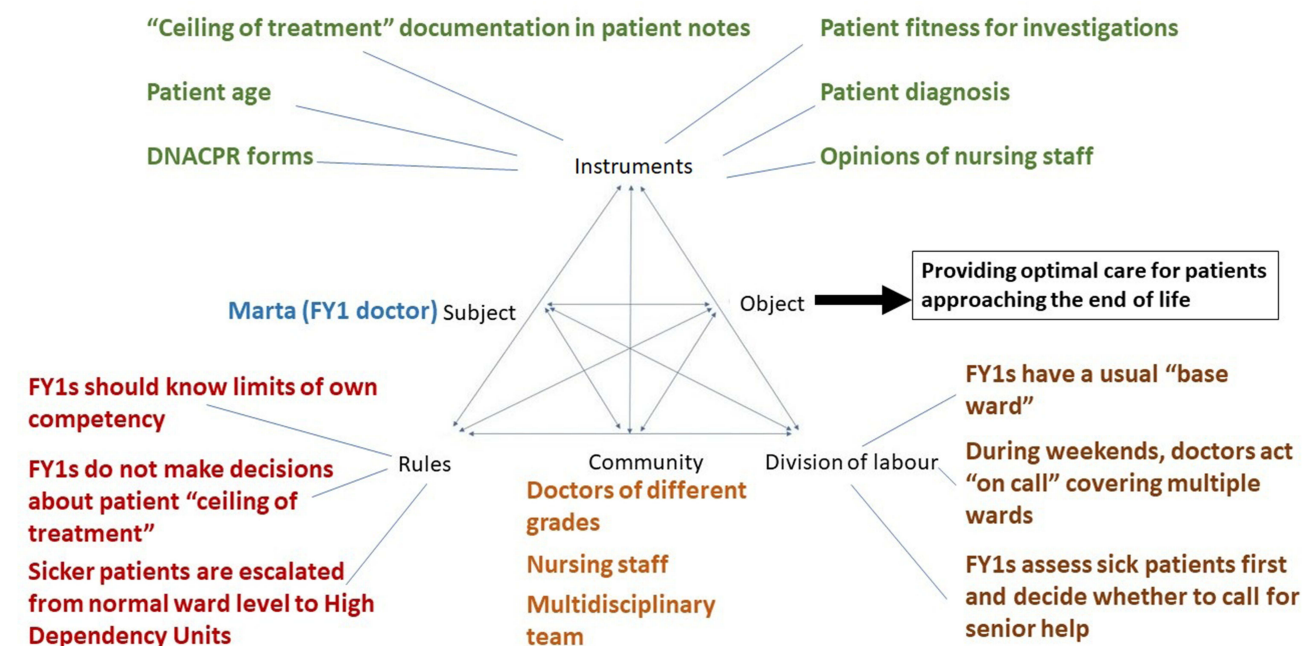 “Ceiling of treatment” documentation in patient notes
Patient fitness for investigations
Patient age
Patient diagnosis
DNACPR forms
Opinions of nursing staff
Instruments
Marta (FY1 doctor) Subject
Object
Providing optimal care for patients
approaching the end of life
FY1s should know limits of own
competency
FY1s do not make decisions
about patient “ceiling of
treatment”
Sicker patients are escalated
from normal ward level to High
Dependency Units
Rules
Community
Doctors of different
grades
Nursing staff
Multidisciplinary
team
Division of labour
FY1s have a usual “base
ward”
During weekends, doctors act
“on call” covering multiple
wards
FY1s assess sick patients first
and decide whether to call for
senior help